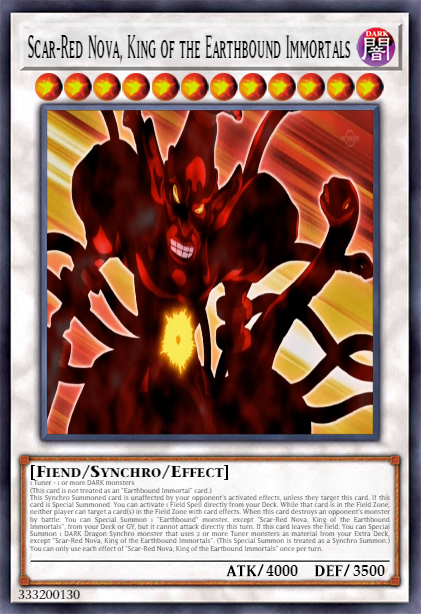 Scar-Red Nova, King of the Earthbound Immortals
DARK
闇
[Fiend/Synchro/Effect]
1 Tuner + 1 or more DARK monsters
(This card is not treated as an "Earthbound Immortal" card.)
This Synchro Summoned card is unaffected by your opponent's activated effects, unless they target this card. If this
card is Special Summoned: You can activate 1 Field Spell directly from your Deck. While that card is in the Field Zone,
neither player can target a card(s) in the Field Zone with card effects. When this card destroys an opponent's monster
by battle: You can Special Summon 1 "Earthbound" monster, except "Scar-Red Nova, King of the Earthbound
Immortals", from your Deck or GY, but it cannot attack directly this turn. If this card leaves the field: You can Special
Summon 1 DARK Dragon Synchro monster that uses 2 or more Tuner monsters as material from your Extra Deck,
except "Scar-Red Nova, King of the Earthbound Immortals". (This Special Summon is treated as a Synchro Summon.)
You can only use each effect of "Scar-Red Nova, King of the Eartbound Immortals" once per turn.
ATK/4000 DEF/3500
333200130